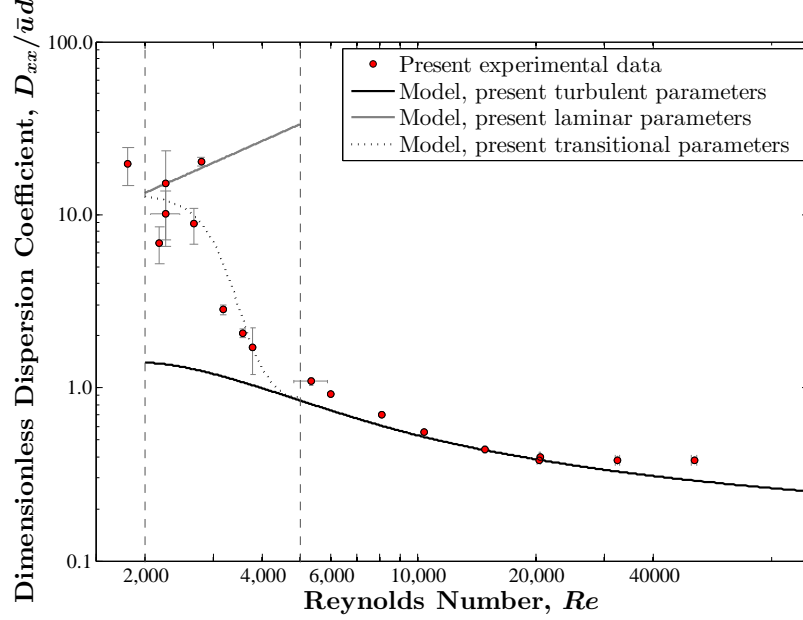 Dimensionless Dispersion Coefficient, D_{xx}/ūd
100.0
10.0
1.0
0.1
Present experimental data
Model, present turbulent parameters
Model, present laminar parameters
Model, present transitional parameters
2,000 4,000 6,000 10,000 20,000 40000
Reynolds Number, Re